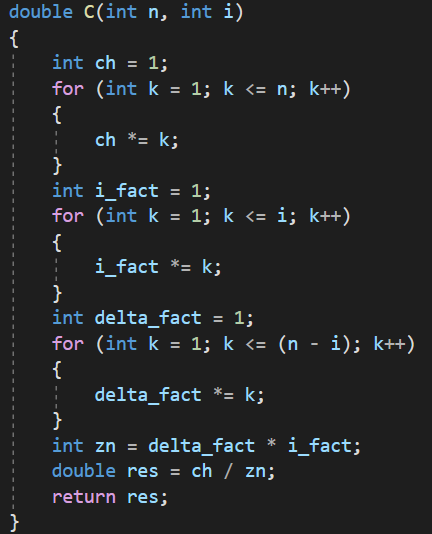 double C(int n, int i)
{
    int ch = 1;
    for (int k = 1; k <= n; k++)
    {
        ch *= k;
    }
    int i_fact = 1;
    for (int k = 1; k <= i; k++)
    {
        i_fact *= k;
    }
    int delta_fact = 1;
    for (int k = 1; k <= (n - i); k++)
    {
        delta_fact *= k;
    }
    int zn = delta_fact * i_fact;
    double res = ch / zn;
    return res;
}